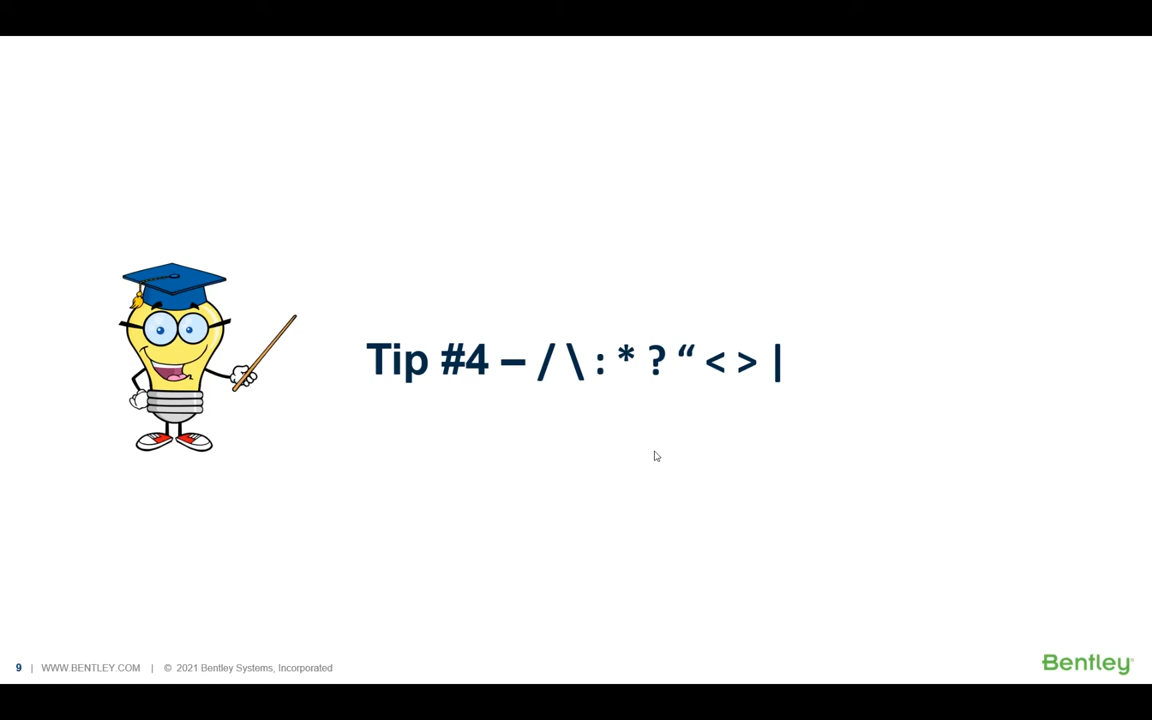 Tip #4 – / \ : * ? “ < > |
9 | WWW.BENTLEY.COM | © 2021 Bentley Systems, Incorporated
Bentley®